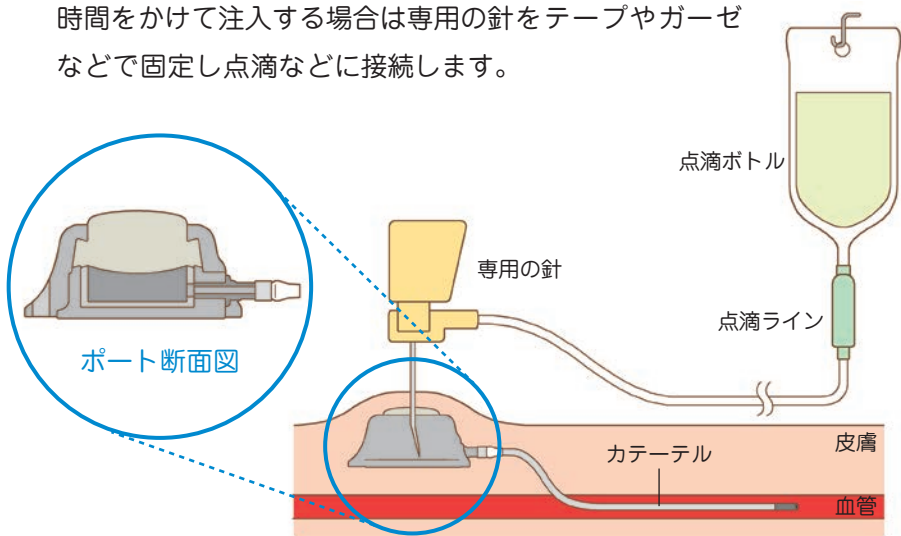 時間をかけて注入する場合は専用の針をテープやガーゼ
などで固定し点滴などに接続します。
点滴ボトル
専用の針
点滴ライン
ポート断面図
皮膚
カテーテル
血管